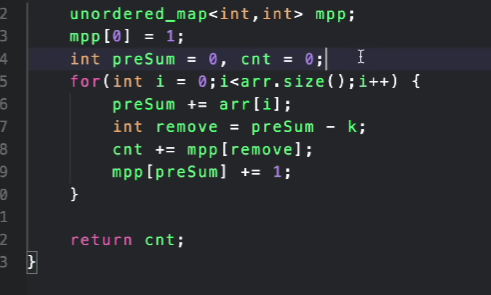 2 unordered_map<int,int> mpp;
3 mpp[0] = 1;
4 int preSum = 0, cnt = 0;
5 for(int i = 0;i<arr.size();i++) {
6 preSum += arr[i];
7 int remove = preSum - k;
8 cnt += mpp[remove];
9 mpp[preSum] += 1;
0 }
1
2 return cnt;
3 }